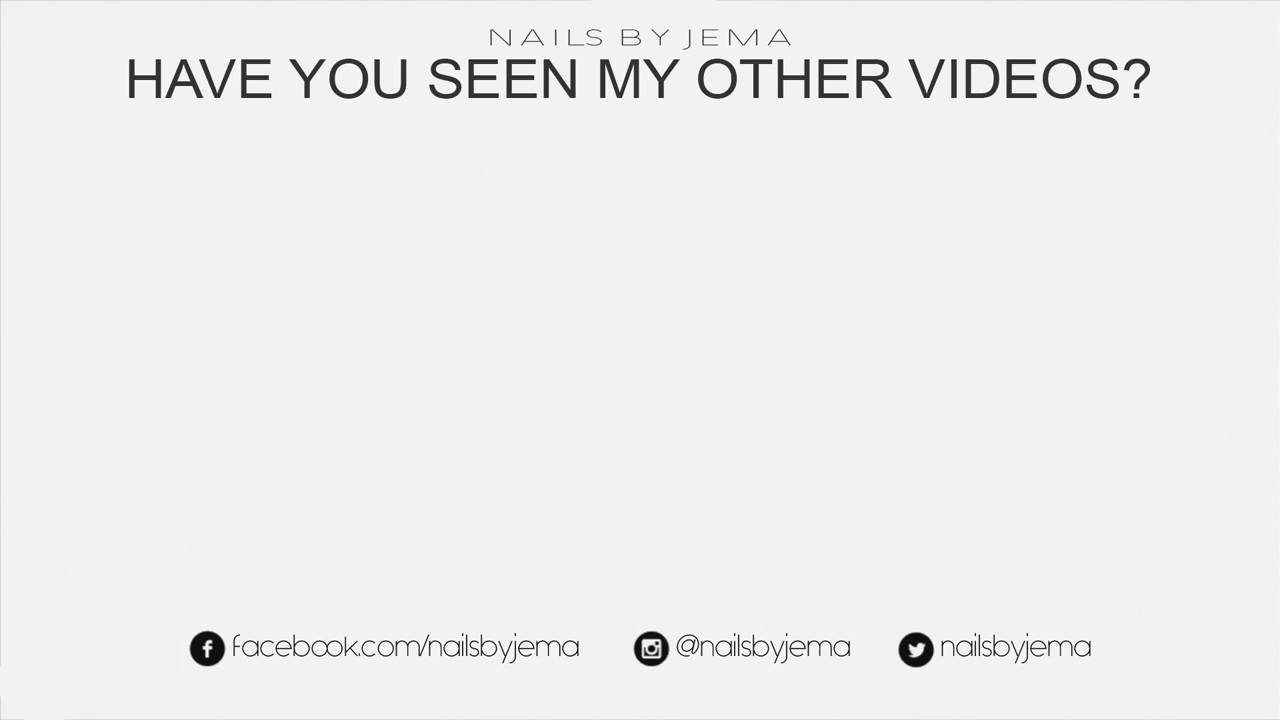 NAILS BY JEMA
HAVE YOU SEEN MY OTHER VIDEOS?
facebook.com/nailsbyjema @nailsbyjema nailsbyjema